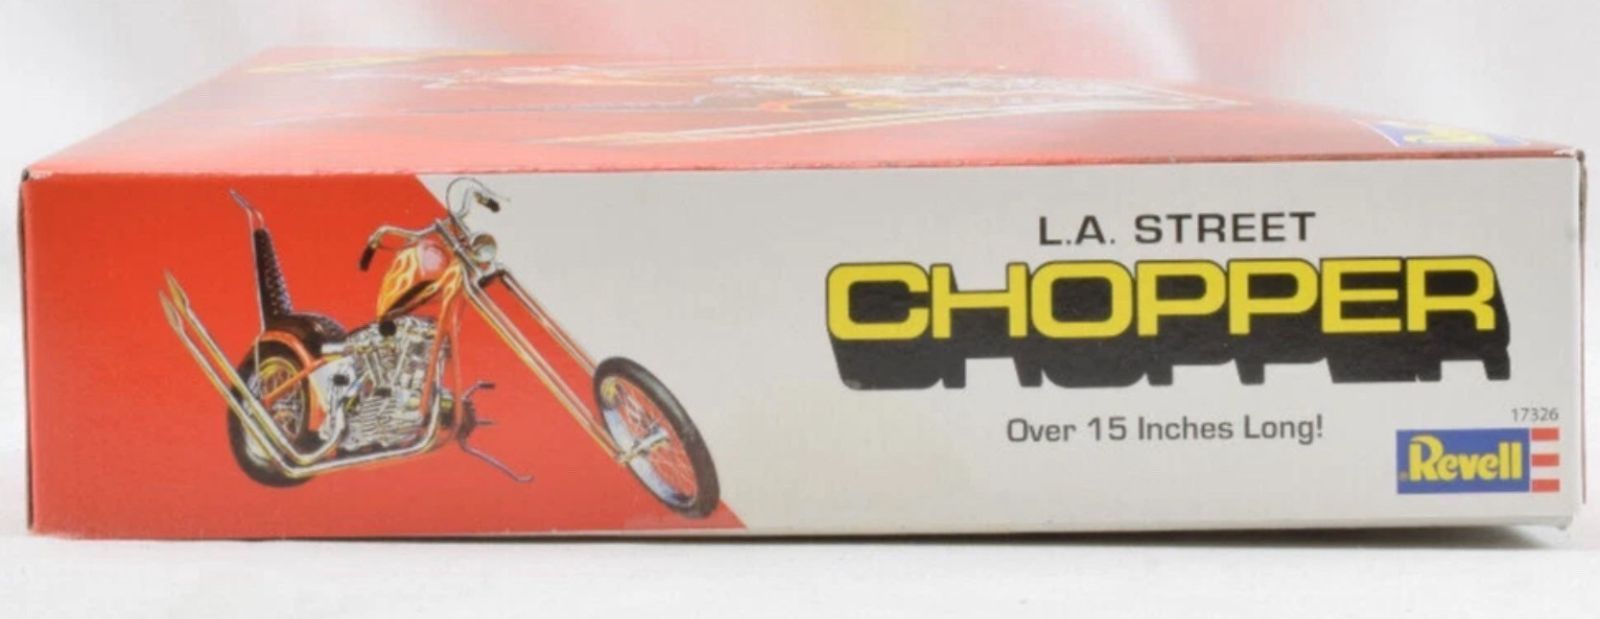 L.A. STREET
CHOPPER
Over 15 Inches Long!
17326
Revell